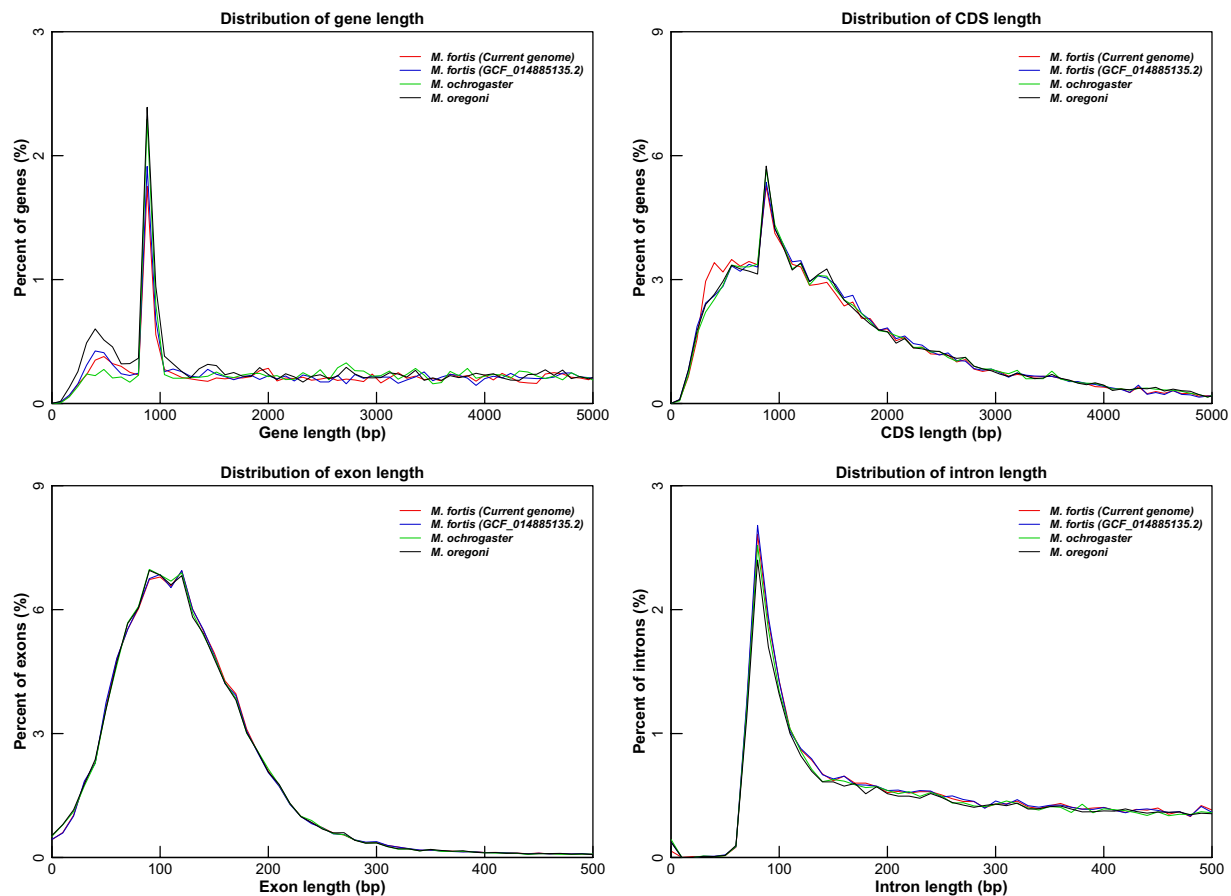 Distribution of gene length
3
2
1
0
Percent of genes (%)
M. fortis (Current genome)
M. fortis (GCF_014885135.2)
M. ochrogaster
M. oregoni
0 1000 2000 3000 4000 5000
Gene length (bp)
Distribution of CDS length
9
6
3
0
Percent of genes (%)
M. fortis (Current genome)
M. fortis (GCF_014885135.2)
M. ochrogaster
M. oregoni
0 1000 2000 3000 4000 5000
CDS length (bp)
Distribution of exon length
9
6
3
0
Percent of exons (%)
M. fortis (Current genome)
M. fortis (GCF_014885135.2)
M. ochrogaster
M. oregoni
0 100 200 300 400 500
Exon length (bp)
Distribution of intron length
3
2
1
0
Percent of introns (%)
M. fortis (Current genome)
M. fortis (GCF_014885135.2)
M. ochrogaster
M. oregoni
0 100 200 300 400 500
Intron length (bp)